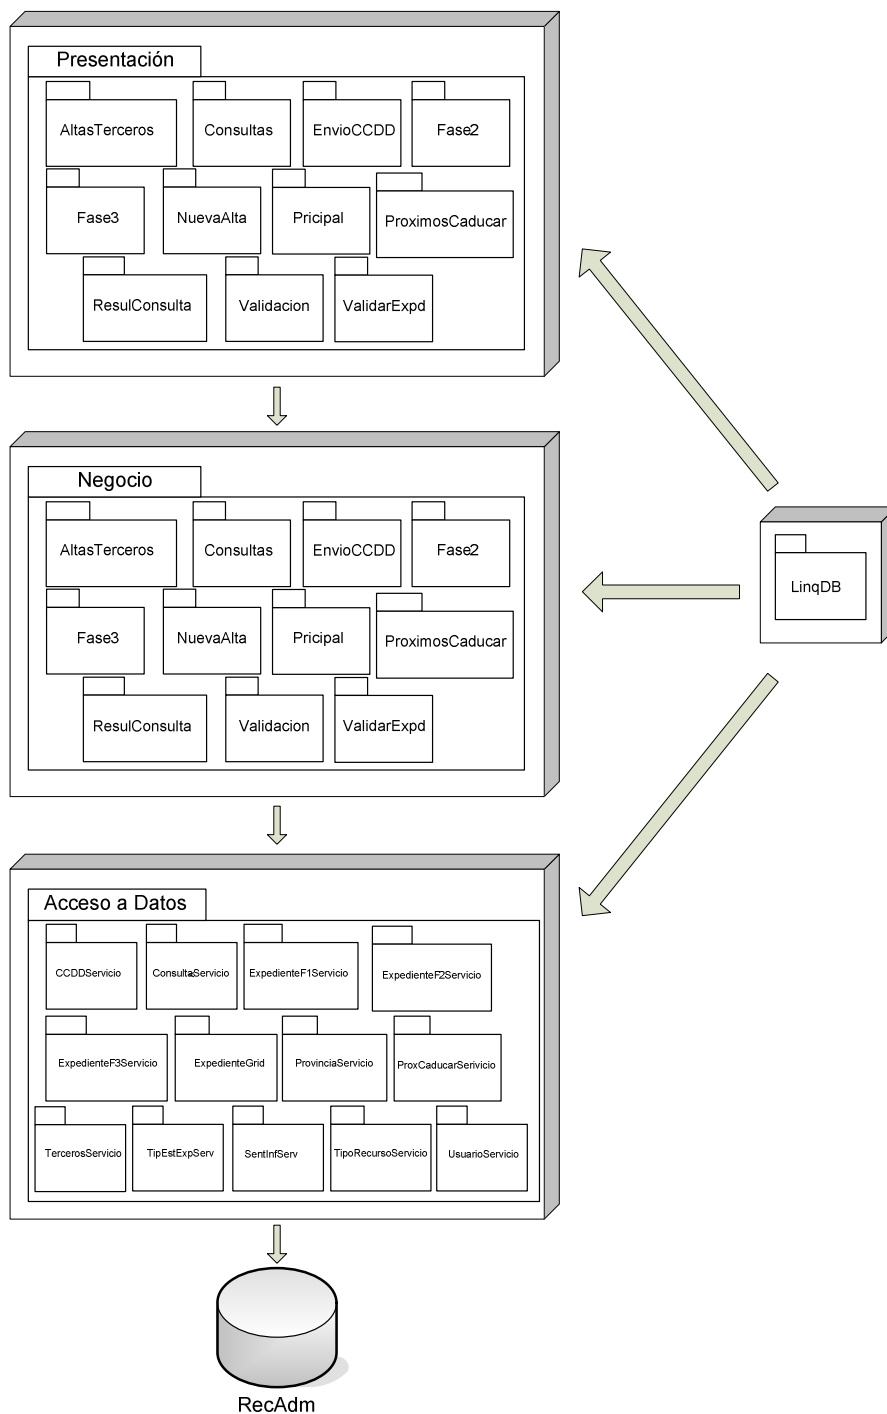 Presentación
AltasTerceros
Consultas
EnvioCCDD
Fase2
Fase3
NuevaAlta
Pricipal
ProximosCaducar
ResulConsulta
Validacion
ValidarExpd
Negocio
AltasTerceros
Consultas
EnvioCCDD
Fase2
Fase3
NuevaAlta
Pricipal
ProximosCaducar
ResulConsulta
Validacion
ValidarExpd
LinqDB
Acceso a Datos
CCDDServicio
ConsultasServicio
ExpedienteF1Servicio
ExpedienteF2Servicio
ExpedienteF3Servicio
ExpedienteGrid
ProvinciaServicio
ProxCaducarSerivicio
TercerosServicio
TipEstExpServ
SentInfServ
TipoRecursoServicio
UsuarioServicio
RecAdm